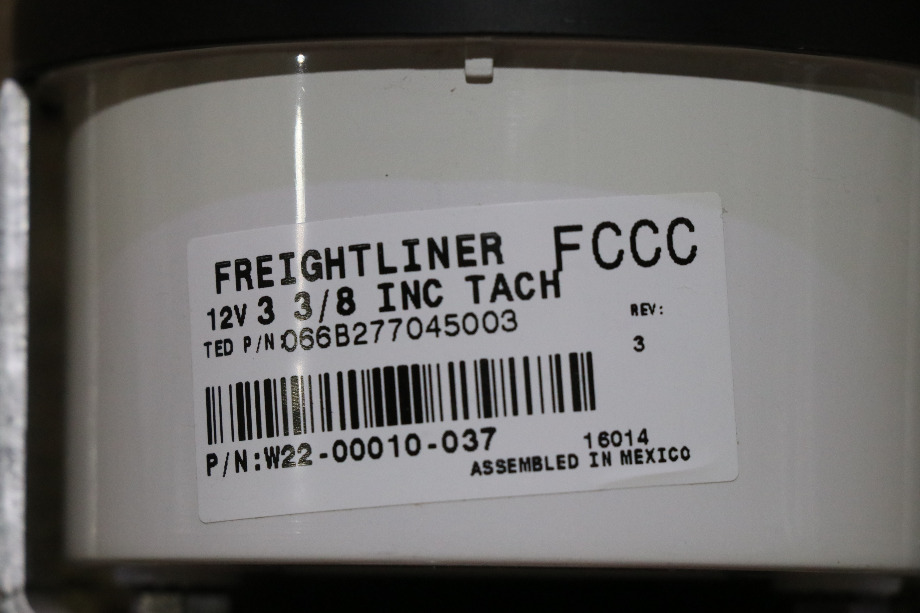 FREIGHTLINER FCCC
12V 3 3/8 INC TACH
TED P/N:066B277045003
REV:
3
P/N:W22-00010-037
16014
ASSEMBLED IN MEXICO